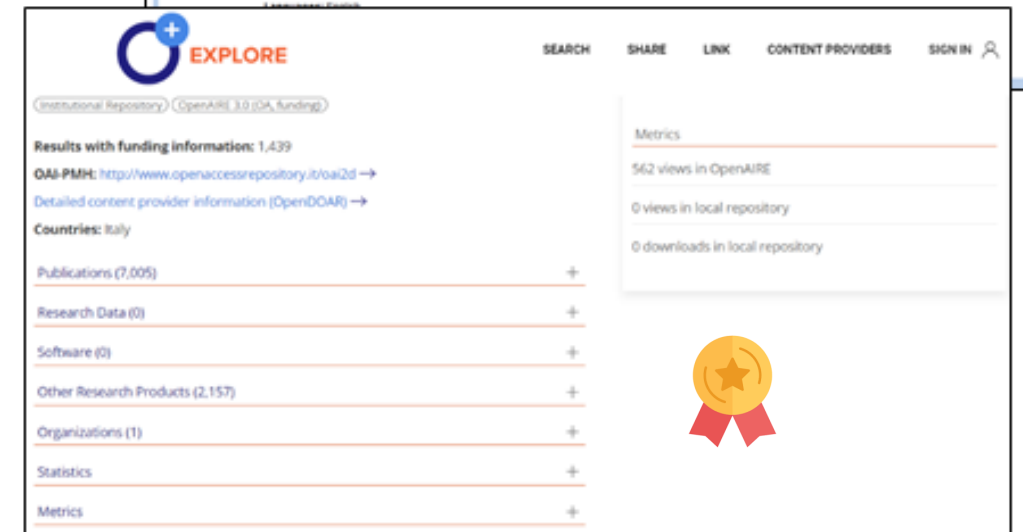 Languages: English
EXPLORE
SEARCH SHARE LINK CONTENT PROVIDERS SIGN IN
Institutional Repository OpenAIRE 3.0 (OA, funding)
Results with funding information: 1,439
OAI-PMH: http://www.openaccessrepository.it/oai2d →
Detailed content provider information (OpenDOAR) →
Countries: Italy
Publications (7,005) +
Research Data (0) +
Software (0) +
Other Research Products (2,157) +
Organizations (1) +
Statistics +
Metrics +
Metrics
562 views in OpenAIRE
0 views in local repository
0 downloads in local repository